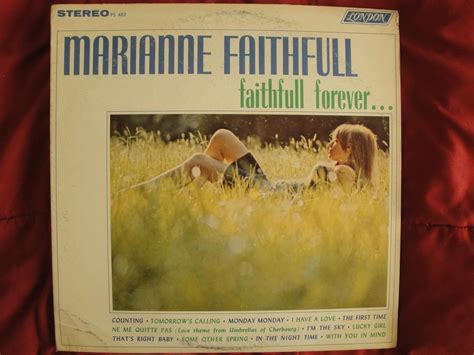 STEREO PS 482
LONDON
MARIANNE FAITHFULL
faithfull forever...
COUNTING • TOMORROW'S CALLING • MONDAY MONDAY • I HAVE A LOVE • THE FIRST TIME
NE ME QUITTE PAS (Love theme from Umbrellas of Cherbourg) • I'M THE SKY • LUCKY GIRL
THAT'S RIGHT BABY • SOME OTHER SPRING • IN THE NIGHT TIME • WITH YOU IN MIND